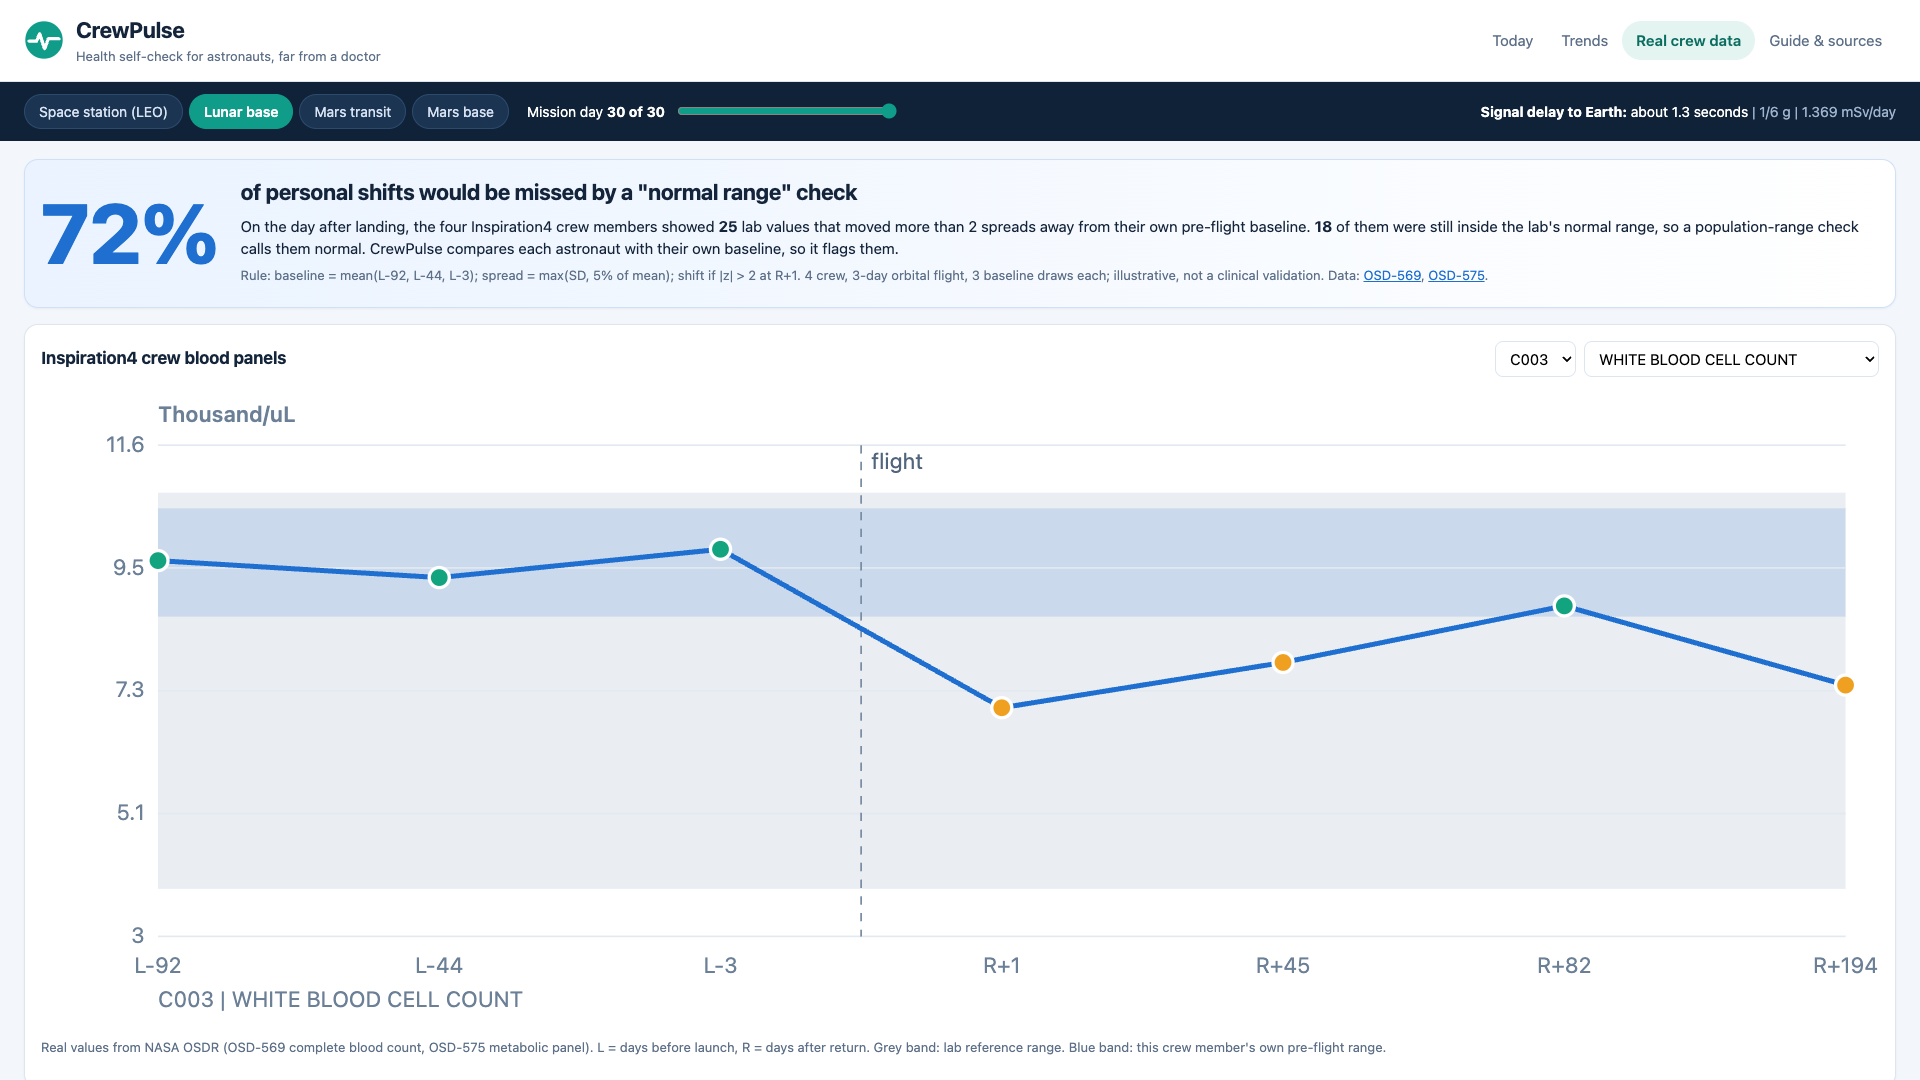 CrewPulse
Health self-check for astronauts, far from a doctor
Today
Trends
Real crew data
Guide & sources
Space station (LEO)
Lunar base
Mars transit
Mars base
Mission day 30 of 30
Signal delay to Earth: about 1.3 seconds | 1/6 g | 1.369 mSv/day
72%
of personal shifts would be missed by a "normal range" check
On the day after landing, the four Inspiration4 crew members showed 25 lab values that moved more than 2 spreads away from their own pre-flight baseline. 18 of them were still inside the lab's normal range, so a population-range check
calls them normal. CrewPulse compares each astronaut with their own baseline, so it flags them.
Rule: baseline = mean(L-92, L-44, L-3); spread = max(SD, 5% of mean); shift if |z| > 2 at R+1. 4 crew, 3-day orbital flight, 3 baseline draws each; illustrative, not a clinical validation. Data: OSD-569, OSD-575.
Inspiration4 crew blood panels
C003
WHITE BLOOD CELL COUNT
Thousand/uL
11.6
flight
9.5
7.3
5.1
3
L-92
L-44
L-3
R+1
R+45
R+82
R+194
C003 | WHITE BLOOD CELL COUNT
Real values from NASA OSDR (OSD-569 complete blood count, OSD-575 metabolic panel). L = days before launch, R = days after return. Grey band: lab reference range. Blue band: this crew member's own pre-flight range.